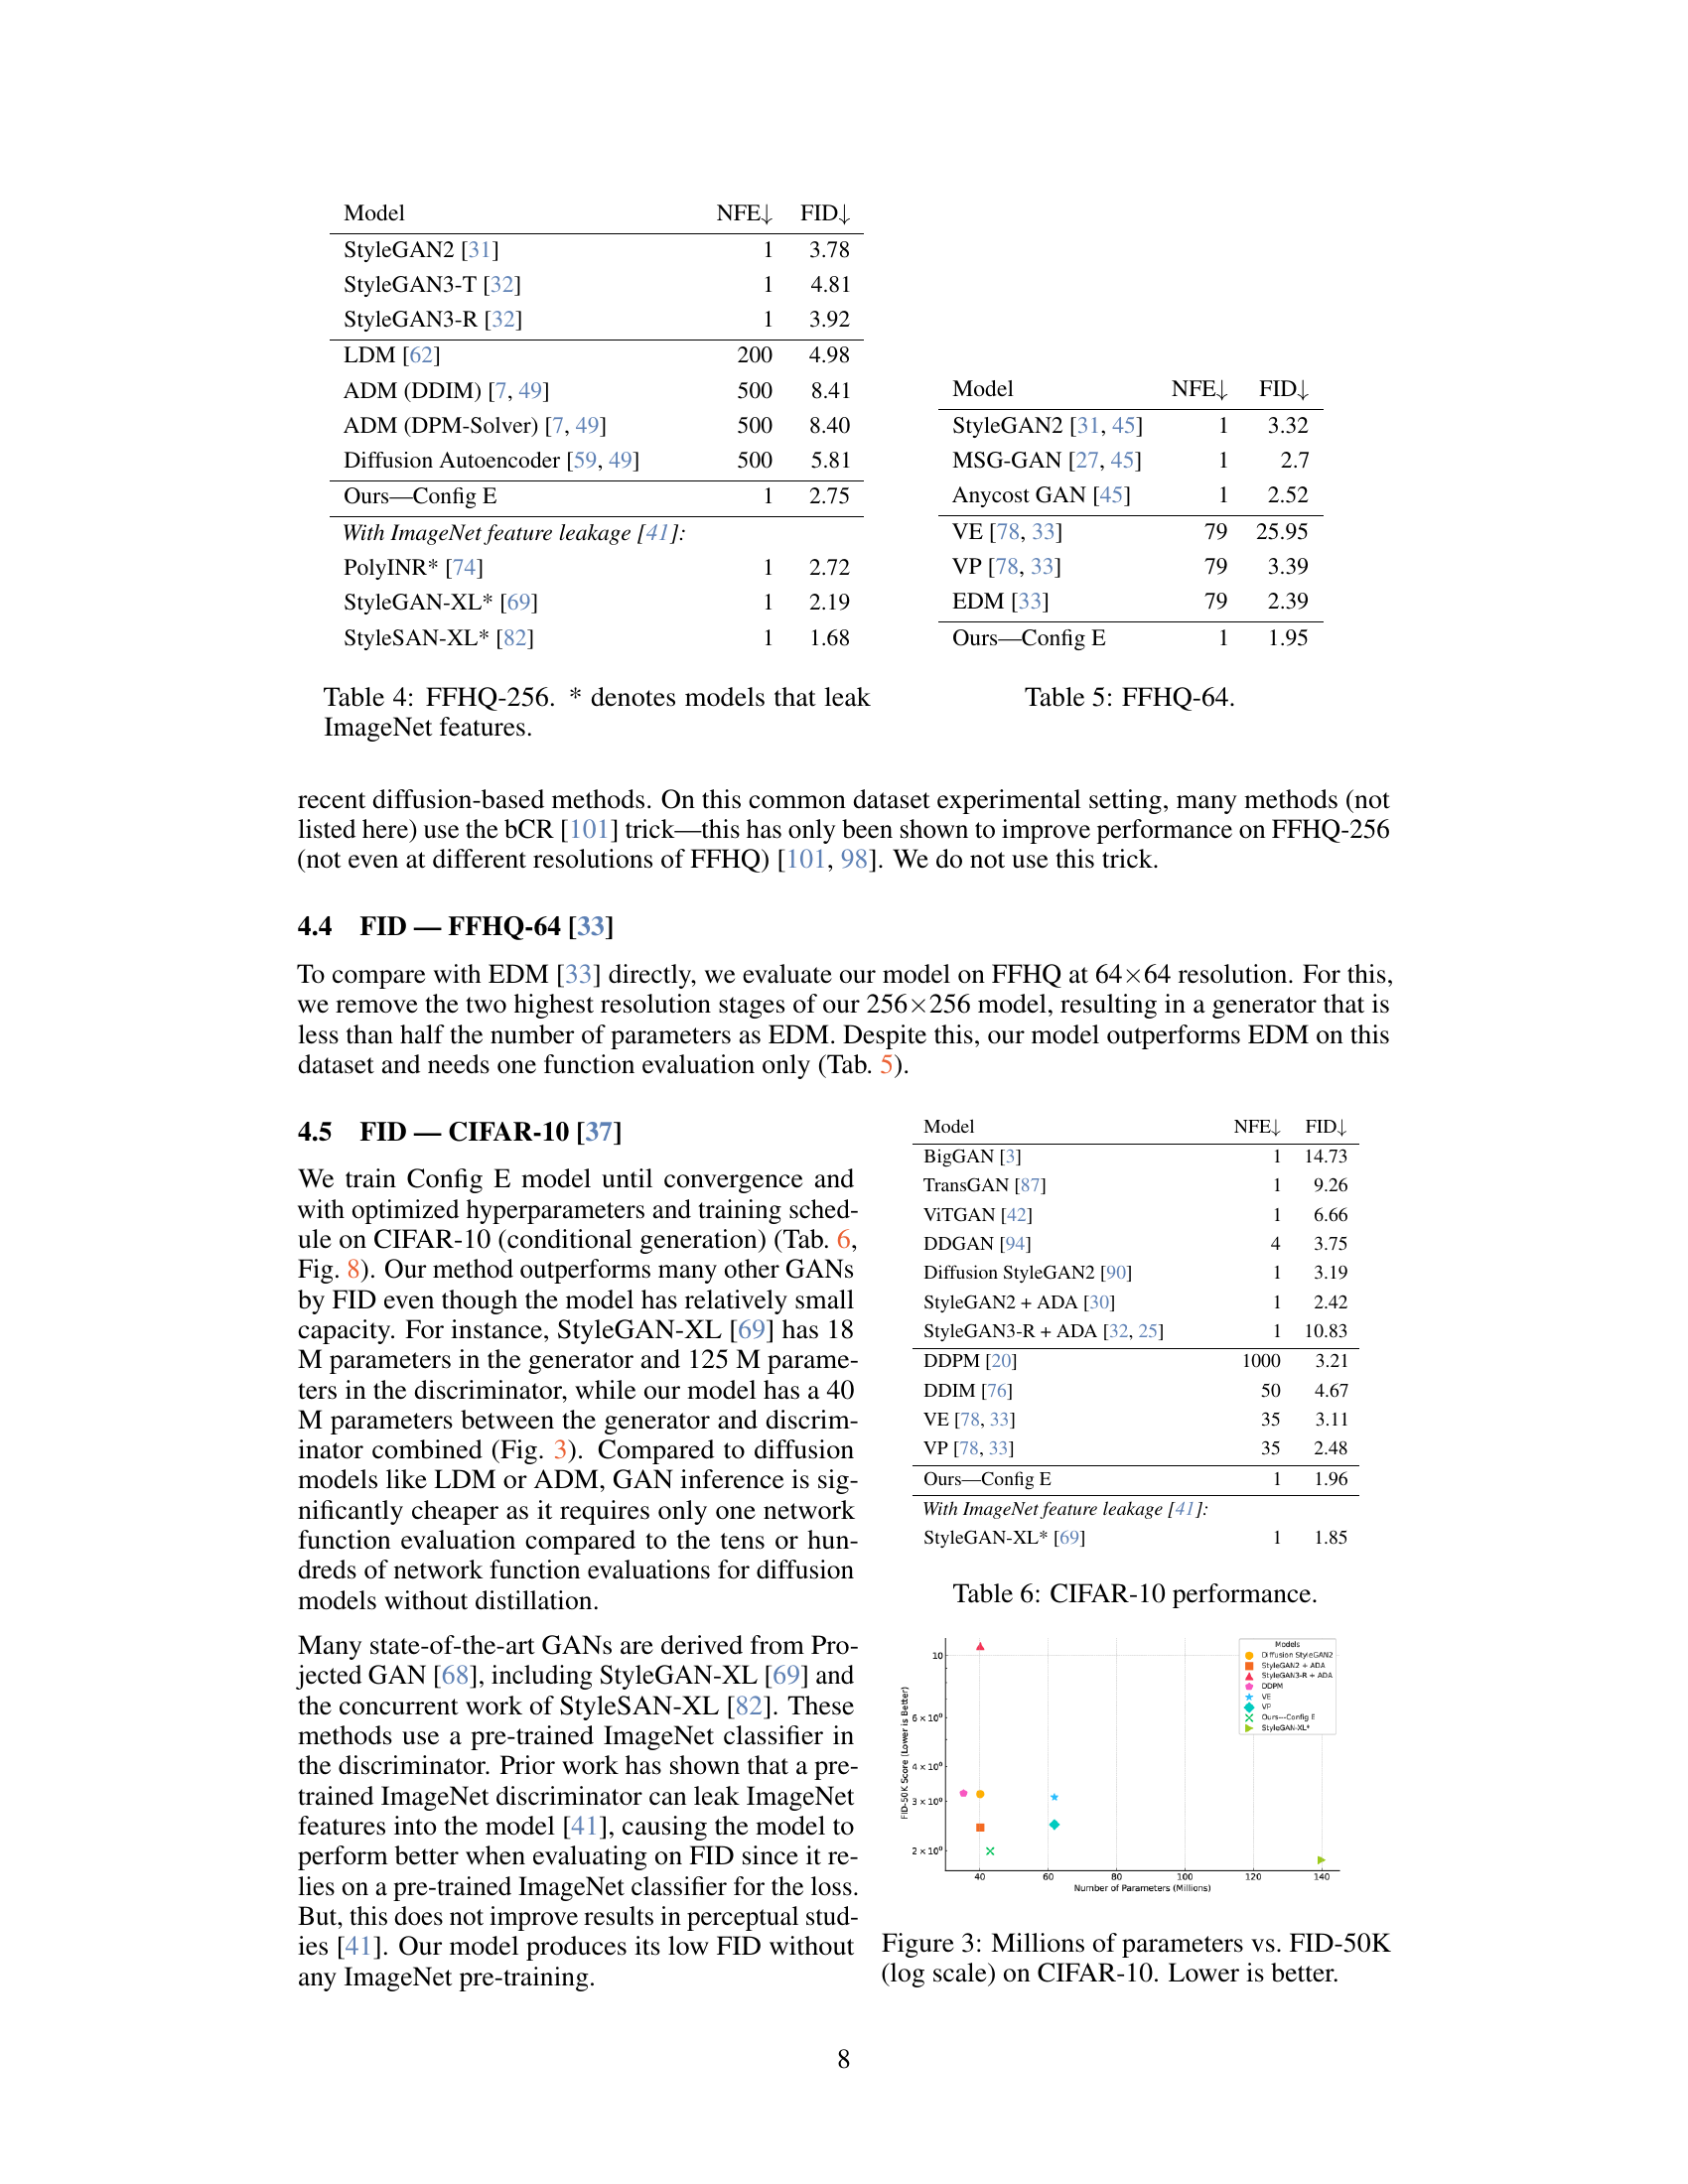 Model NFE↓ FID↓
StyleGAN2 [31] 1 3.78
StyleGAN3-T [32] 1 4.81
StyleGAN3-R [32] 1 3.92
LDM [62] 200 4.98
ADM (DDIM) [7, 49] 500 8.41
ADM (DPM-Solver) [7, 49] 500 8.40
Diffusion Autoencoder [59, 49] 500 5.81
Ours—Config E 1 2.75
With ImageNet feature leakage [41]:
PolyINR* [74] 1 2.72
StyleGAN-XL* [69] 1 2.19
StyleSAN-XL* [82] 1 1.68
Table 4: FFHQ-256. * denotes models that leak
ImageNet features.
Model NFE↓ FID↓
StyleGAN2 [31, 45] 1 3.32
MSG-GAN [27, 45] 1 2.7
Anycost GAN [45] 1 2.52
VE [78, 33] 79 25.95
VP [78, 33] 79 3.39
EDM [33] 79 2.39
Ours—Config E 1 1.95
Table 5: FFHQ-64.
recent diffusion-based methods. On this common dataset experimental setting, many methods (not
listed here) use the bCR [101] trick—this has only been shown to improve performance on FFHQ-256
(not even at different resolutions of FFHQ) [101, 98]. We do not use this trick.
4.4 FID — FFHQ-64 [33]
To compare with EDM [33] directly, we evaluate our model on FFHQ at 64×64 resolution. For this,
we remove the two highest resolution stages of our 256×256 model, resulting in a generator that is
less than half the number of parameters as EDM. Despite this, our model outperforms EDM on this
dataset and needs one function evaluation only (Tab. 5).
4.5 FID — CIFAR-10 [37]
We train Config E model until convergence and
with optimized hyperparameters and training sched-
ule on CIFAR-10 (conditional generation) (Tab. 6,
Fig. 8). Our method outperforms many other GANs
by FID even though the model has relatively small
capacity. For instance, StyleGAN-XL [69] has 18
M parameters in the generator and 125 M parame-
ters in the discriminator, while our model has a 40
M parameters between the generator and discrim-
inator combined (Fig. 3). Compared to diffusion
models like LDM or ADM, GAN inference is sig-
nificantly cheaper as it requires only one network
function evaluation compared to the tens or hun-
dreds of network function evaluations for diffusion
models without distillation.
Many state-of-the-art GANs are derived from Pro-
jected GAN [68], including StyleGAN-XL [69] and
the concurrent work of StyleSAN-XL [82]. These
methods use a pre-trained ImageNet classifier in
the discriminator. Prior work has shown that a pre-
trained ImageNet discriminator can leak ImageNet
features into the model [41], causing the model to
perform better when evaluating on FID since it re-
lies on a pre-trained ImageNet classifier for the loss.
But, this does not improve results in perceptual stud-
ies [41]. Our model produces its low FID without
any ImageNet pre-training.
Model NFE↓ FID↓
BigGAN [3] 1 14.73
TransGAN [87] 1 9.26
ViTGAN [42] 1 6.66
DDGAN [94] 4 3.75
Diffusion StyleGAN2 [90] 1 3.19
StyleGAN2 + ADA [30] 1 2.42
StyleGAN3-R + ADA [32, 25] 1 10.83
DDPM [20] 1000 3.21
DDIM [76] 50 4.67
VE [78, 33] 35 3.11
VP [78, 33] 35 2.48
Ours—Config E 1 1.96
With ImageNet feature leakage [41]:
StyleGAN-XL* [69] 1 1.85
Table 6: CIFAR-10 performance.
FID-50K Score (Lower is Better)
10
6 × 10⁰
4 × 10⁰
3 × 10⁰
2 × 10⁰
Models
Diffusion StyleGAN2
StyleGAN2 + ADA
StyleGAN3-R + ADA
DDPM
VE
VP
Ours---Config E
StyleGAN-XL*
40 60 80 100 120 140
Number of Parameters (Millions)
Figure 3: Millions of parameters vs. FID-50K
(log scale) on CIFAR-10. Lower is better.
8